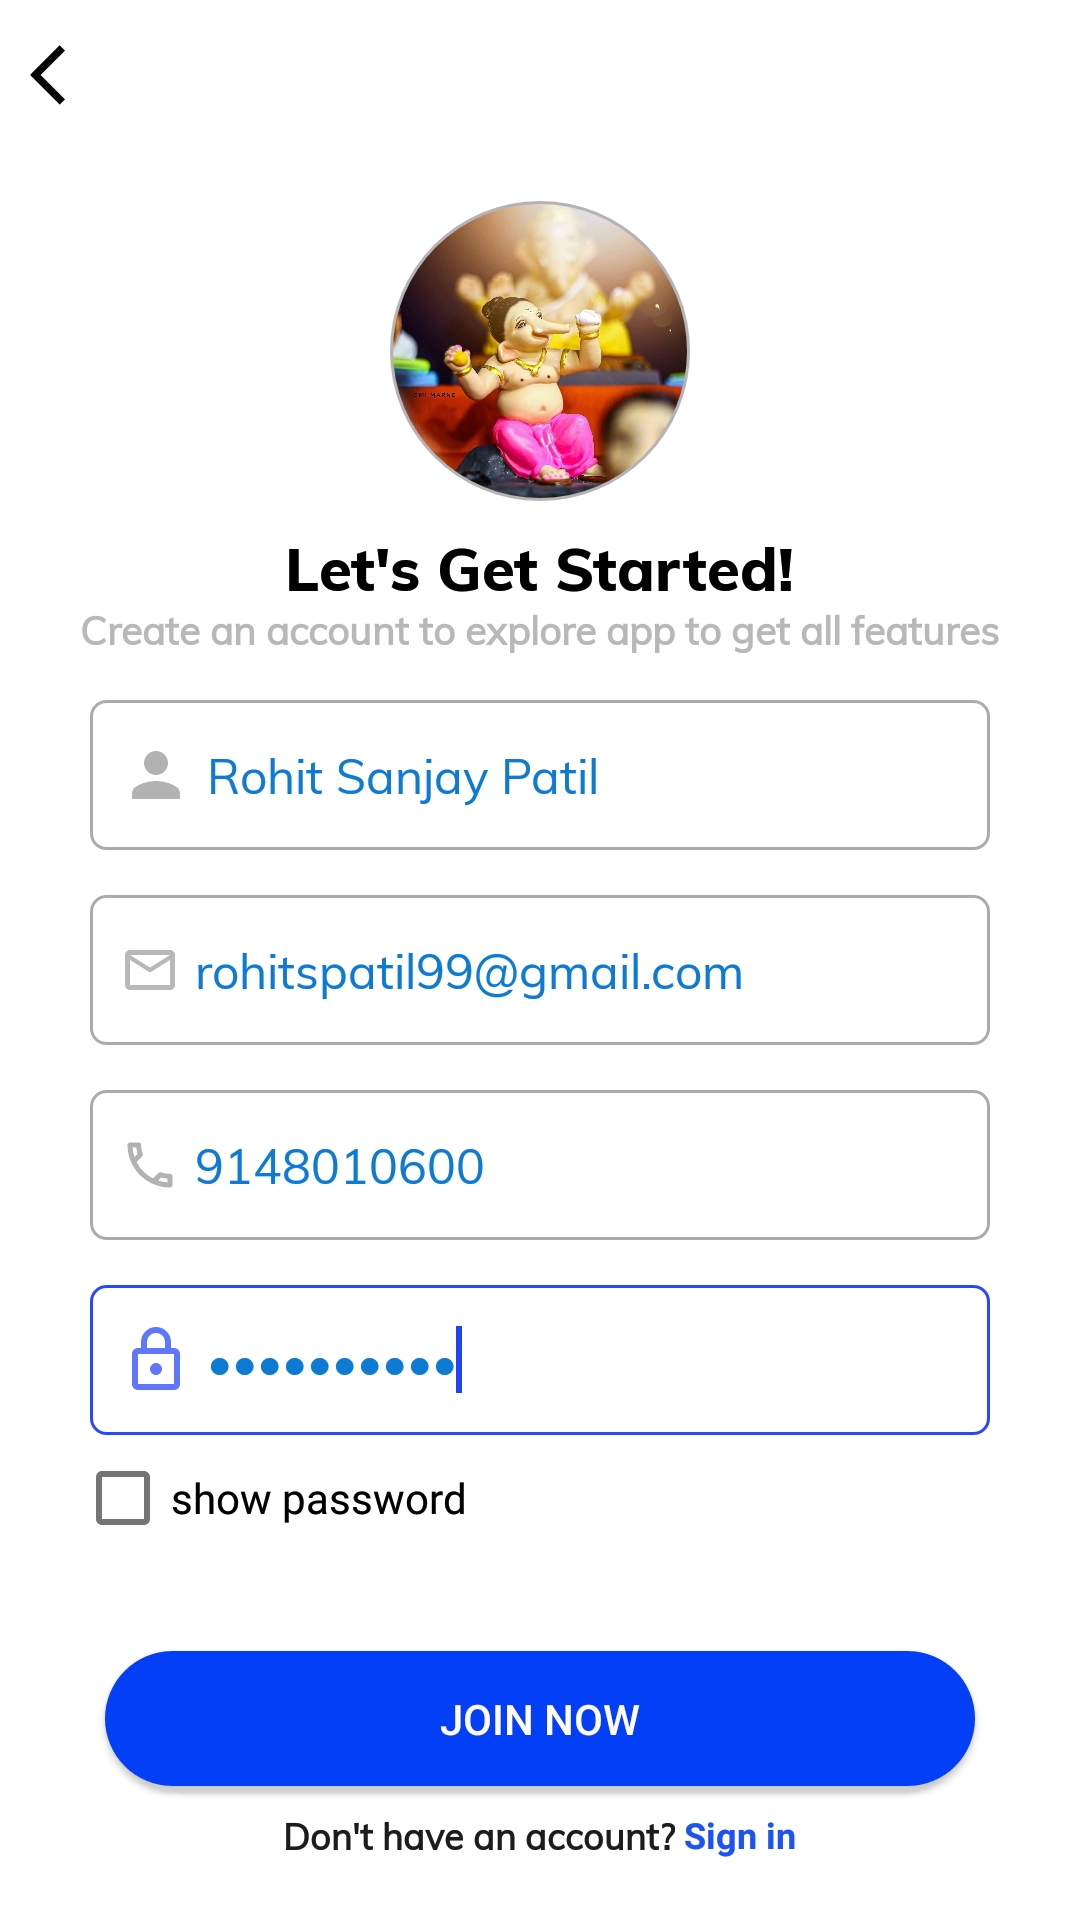 Let's Get Started!
Create an account to explore app to get all features
Rohit Sanjay Patil
rohitspatil99@gmail.com
9148010600
••••••••••
show password
JOIN NOW
Don't have an account? Sign in